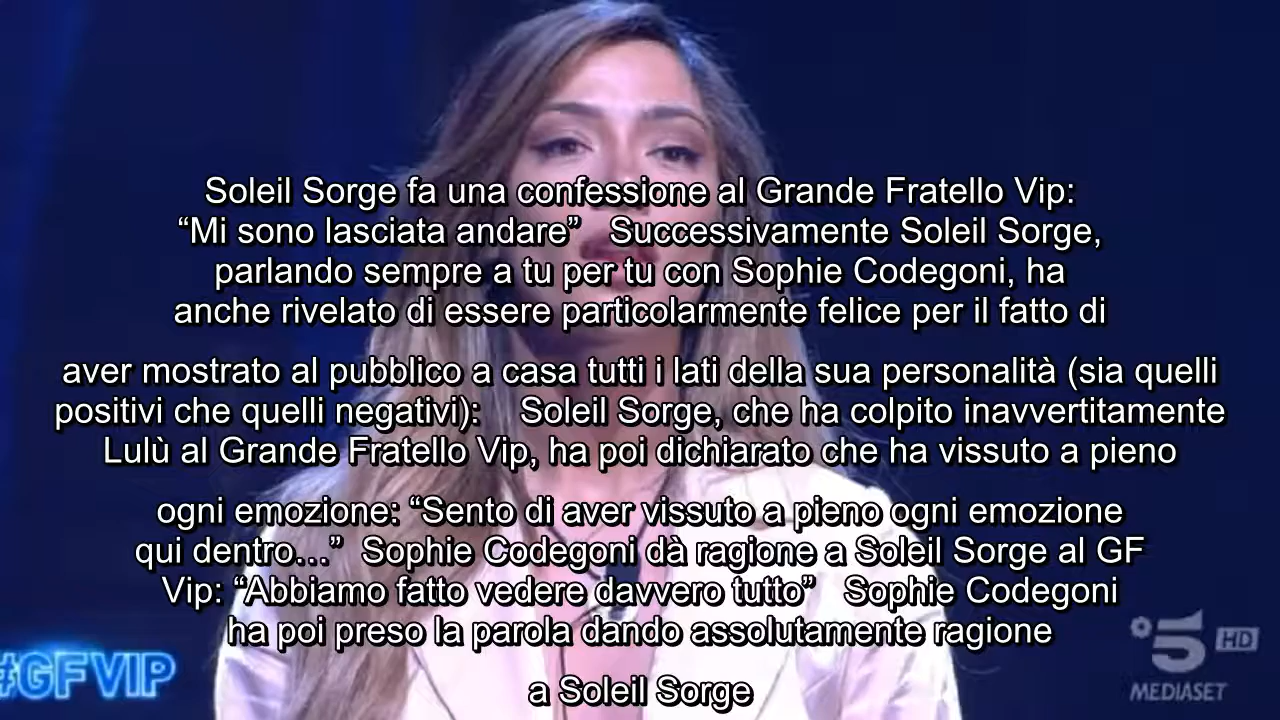 Soleil Sorge fa una confessione al Grande Fratello Vip:
“Mi sono lasciata andare”   Successivamente Soleil Sorge,
parlando sempre a tu per tu con Sophie Codegoni, ha
anche rivelato di essere particolarmente felice per il fatto di
aver mostrato al pubblico a casa tutti i lati della sua personalità (sia quelli
positivi che quelli negativi):    Soleil Sorge, che ha colpito inavvertitamente
Lulù al Grande Fratello Vip, ha poi dichiarato che ha vissuto a pieno
ogni emozione: “Sento di aver vissuto a pieno ogni emozione
qui dentro…”  Sophie Codegoni dà ragione a Soleil Sorge al GF
Vip: “Abbiamo fatto vedere davvero tutto”   Sophie Codegoni
ha poi preso la parola dando assolutamente ragione
a Soleil Sorge
#GFVIP
5 HD
MEDIASET